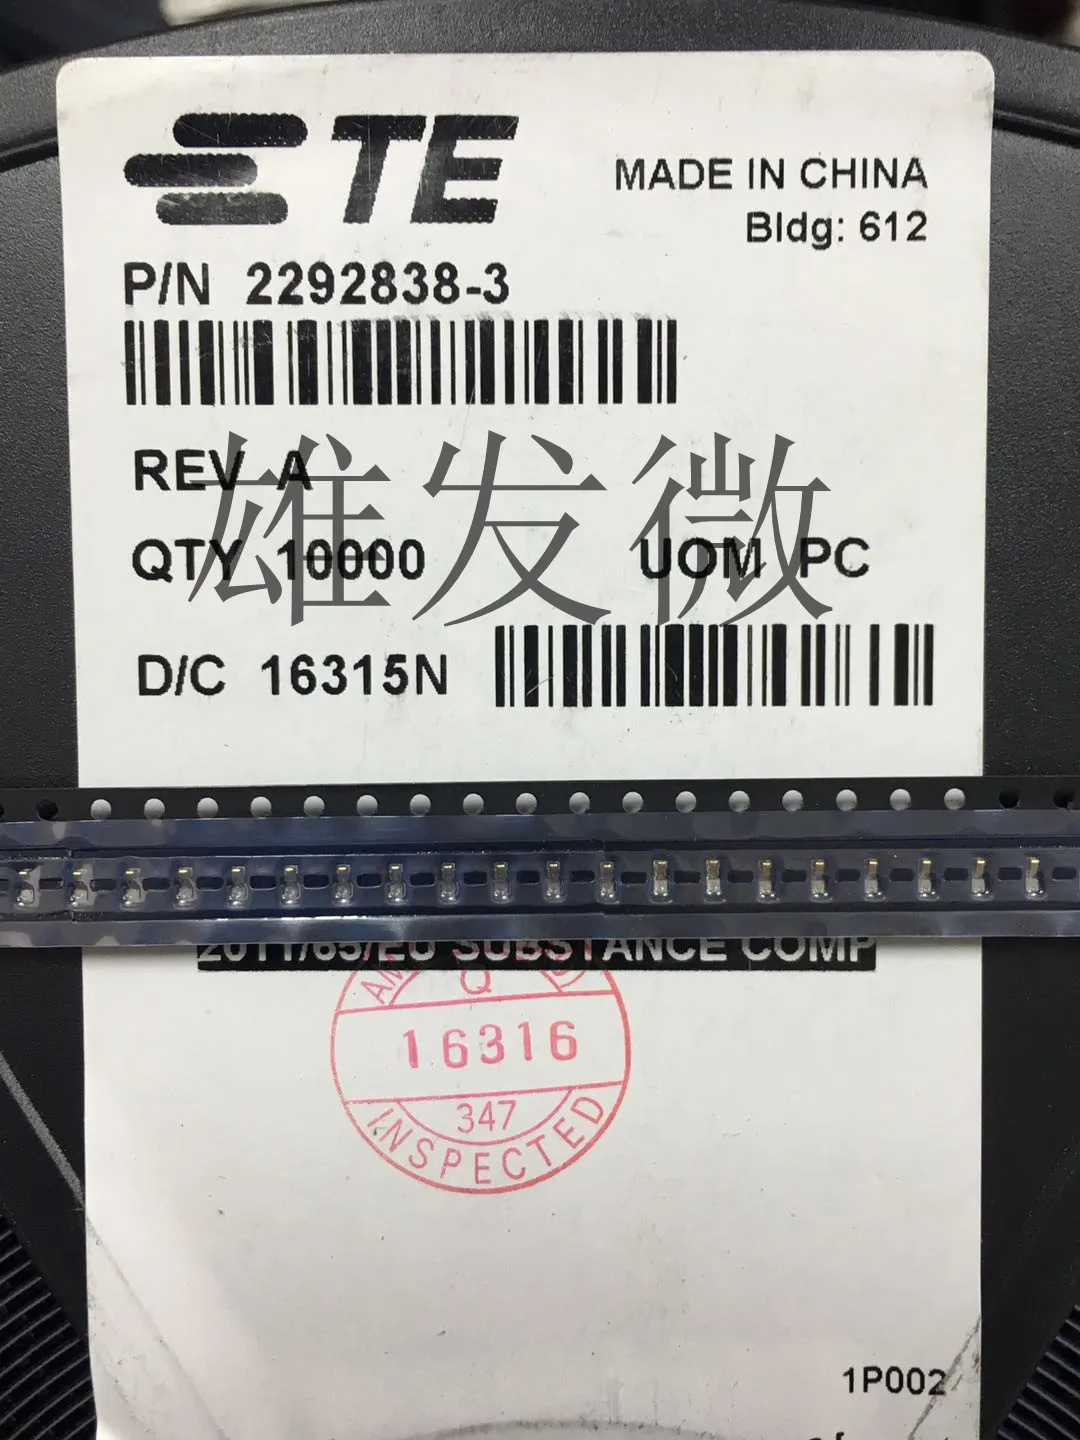 TE
MADE IN CHINA
Bldg: 612
P/N 2292838-3
REV A
雄发微
QTY 10000 UOM PC
D/C 16315N
2011/65/EU SUBSTANCE COMP
Q
16316
347
INSPECTED
1P002